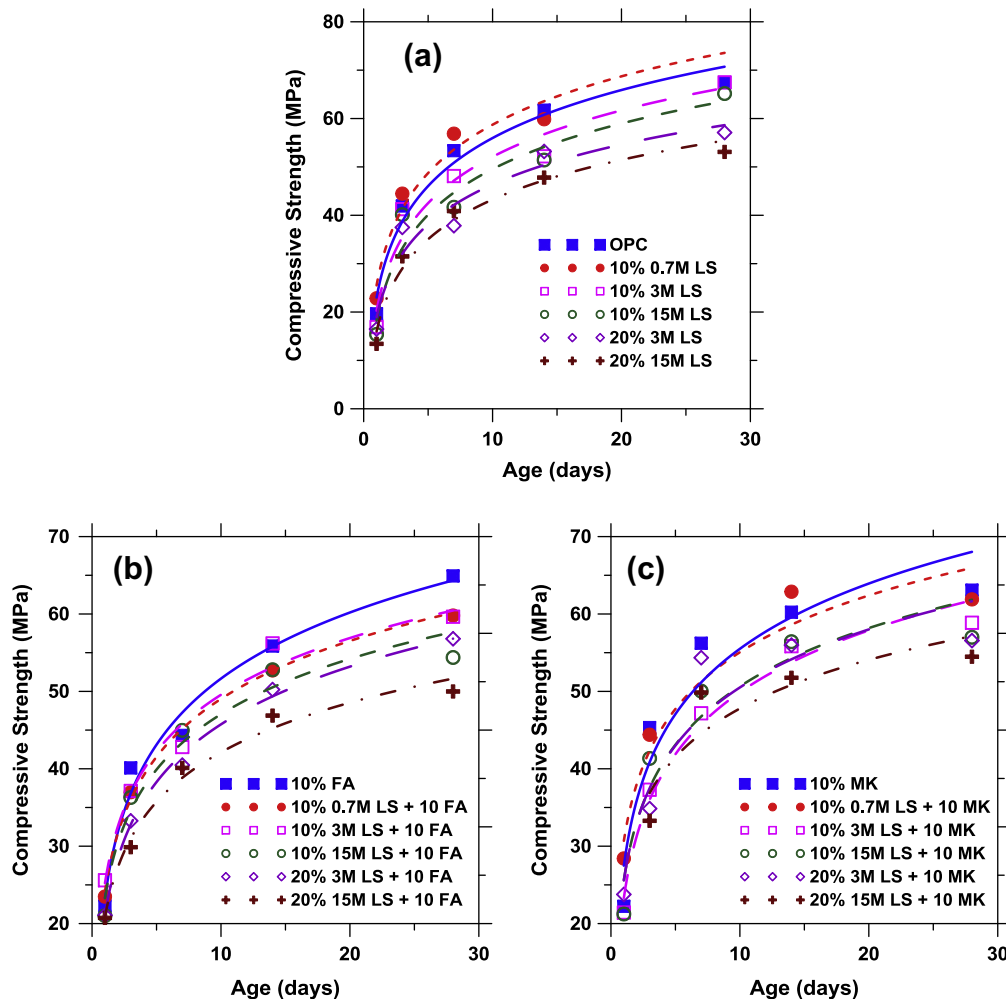 80
(a)
60
40
20
0
Compressive Strength (MPa)
OPC
10% 0.7M LS
10% 3M LS
10% 15M LS
20% 3M LS
20% 15M LS
0 10 20 30
Age (days)
70
(b)
60
50
40
30
20
Compressive Strength (MPa)
10% FA
10% 0.7M LS + 10 FA
10% 3M LS + 10 FA
10% 15M LS + 10 FA
20% 3M LS + 10 FA
20% 15M LS + 10 FA
0 10 20 30
Age (days)
70
(c)
60
50
40
30
20
Compressive Strength (MPa)
10% MK
10% 0.7M LS + 10 MK
10% 3M LS + 10 MK
10% 15M LS + 10 MK
20% 3M LS + 10 MK
20% 15M LS + 10 MK
0 10 20 30
Age (days)